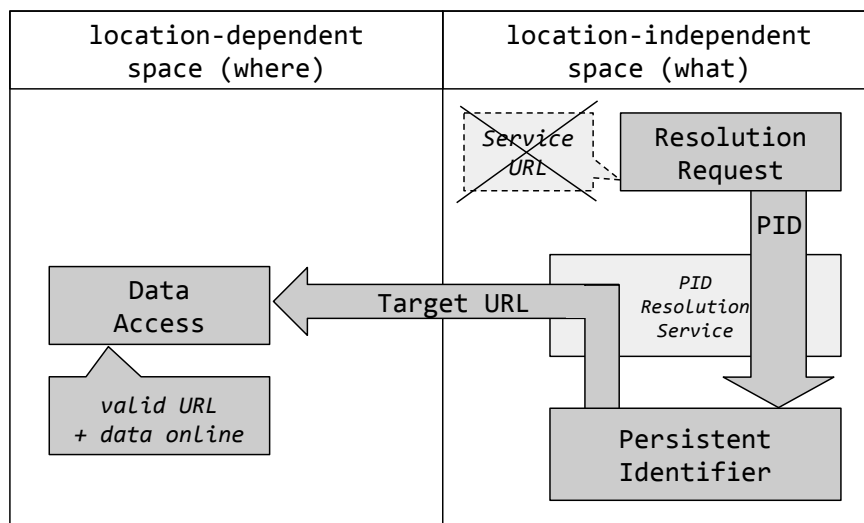 location-dependent
space (where)
location-independent
space (what)
Service
URL
Resolution
Request
PID
PID
Resolution
Service
Target URL
Data
Access
valid URL
+ data online
Persistent
Identifier